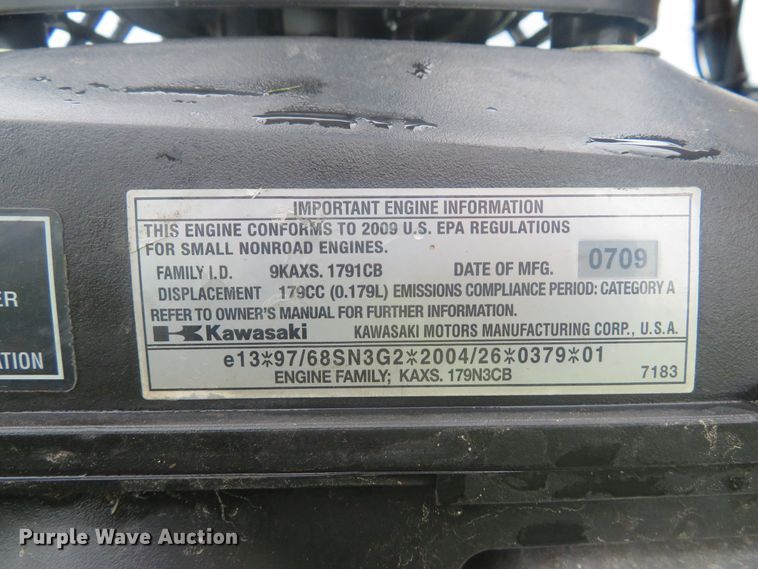 IMPORTANT ENGINE INFORMATION
THIS ENGINE CONFORMS TO 2009 U.S. EPA REGULATIONS
FOR SMALL NONROAD ENGINES.
FAMILY I.D. 9KAXS. 1791CB DATE OF MFG. 0709
DISPLACEMENT 179CC (0.179L) EMISSIONS COMPLIANCE PERIOD: CATEGORY A
REFER TO OWNER'S MANUAL FOR FURTHER INFORMATION.
Kawasaki KAWASAKI MOTORS MANUFACTURING CORP., U.S.A.
e13*97/68SN3G2*2004/26*0379*01
ENGINE FAMILY; KAXS. 179N3CB 7183
ER
ATION
Purple Wave Auction